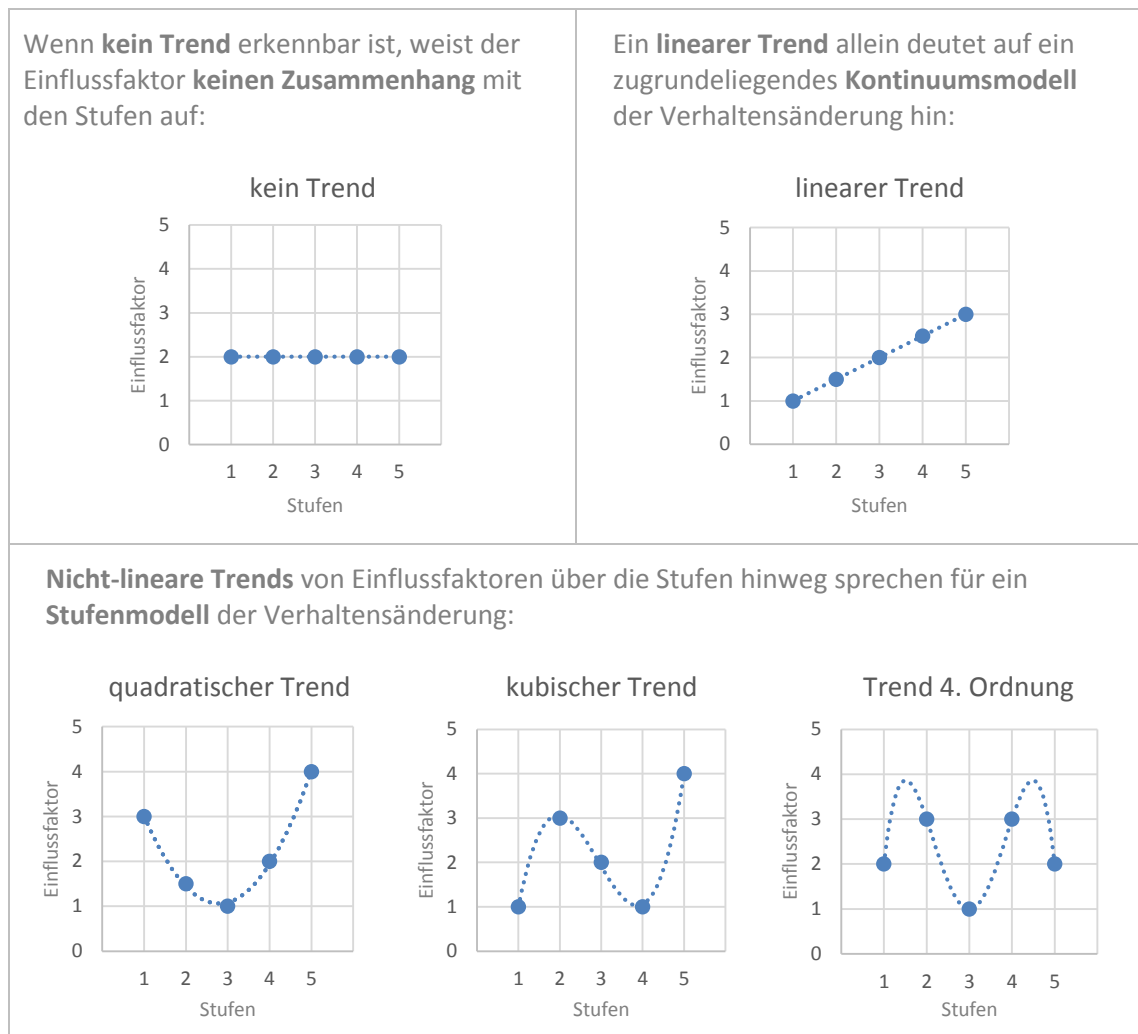 Wenn kein Trend erkennbar ist, weist der
Einflussfaktor keinen Zusammenhang mit
den Stufen auf:
kein Trend
5
4
3
2
1
0
Einflussfaktor
1 2 3 4 5
Stufen
Ein linearer Trend allein deutet auf ein
zugrundeliegendes Kontinuumsmodell
der Verhaltensänderung hin:
linearer Trend
5
4
3
2
1
0
Einflussfaktor
1 2 3 4 5
Stufen
Nicht-lineare Trends von Einflussfaktoren über die Stufen hinweg sprechen für ein
Stufenmodell der Verhaltensänderung:
quadratischer Trend
5
4
3
2
1
0
Einflussfaktor
1 2 3 4 5
Stufen
kubischer Trend
5
4
3
2
1
0
Einflussfaktor
1 2 3 4 5
Stufen
Trend 4. Ordnung
5
4
3
2
1
0
Einflussfaktor
1 2 3 4 5
Stufen